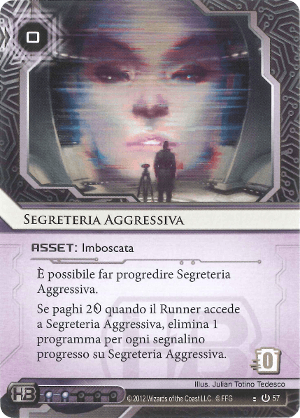 0
SEGRETERIA AGGRESSIVA
ASSET: Imboscata
È possibile far progredire Segreteria
Aggressiva.
Se paghi 2 quando il Runner accede
a Segreteria Aggressiva, elimina 1
programma per ogni segnalino
progresso su Segreteria Aggressiva.
0
Illus. Julian Totino Tedesco
HB
©2012 Wizards of the Coast LLC. © FFG
57